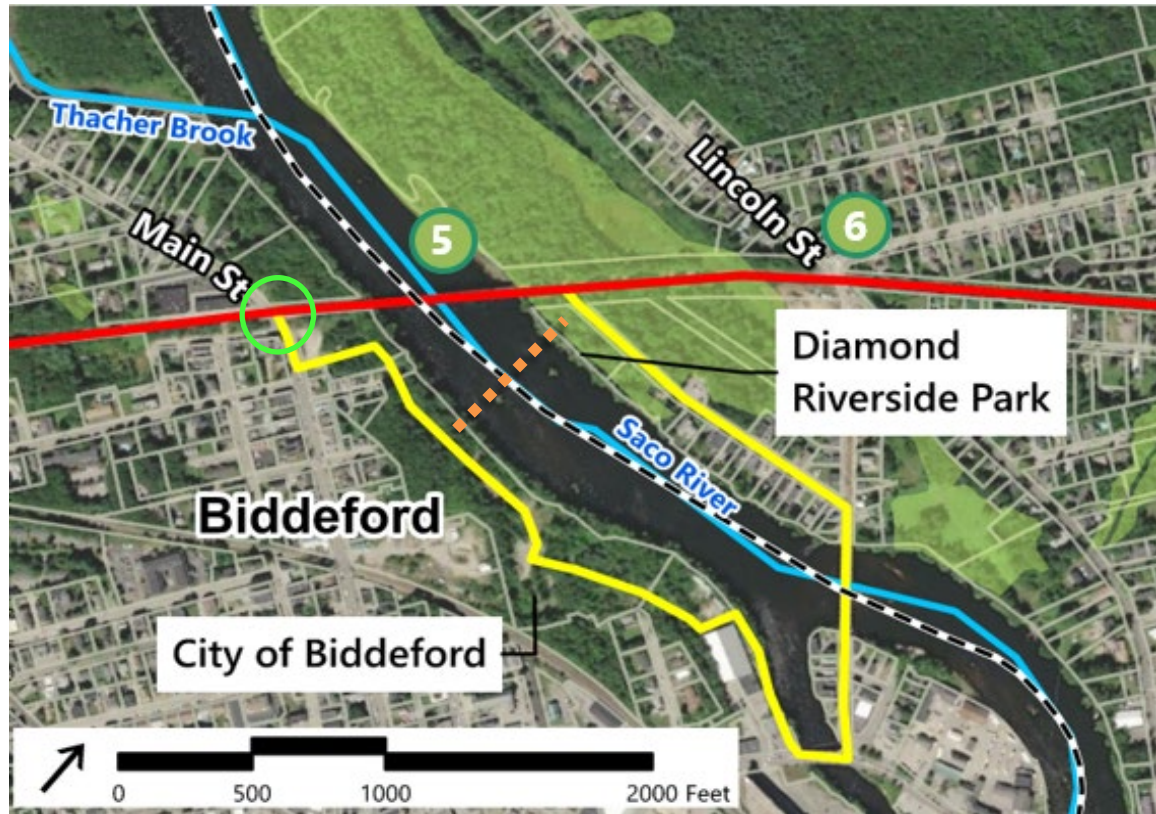 Thacher Brook
Main St
5
Lincoln St
6
Diamond
Riverside Park
Saco River
Biddeford
City of Biddeford
0 500 1000 2000 Feet